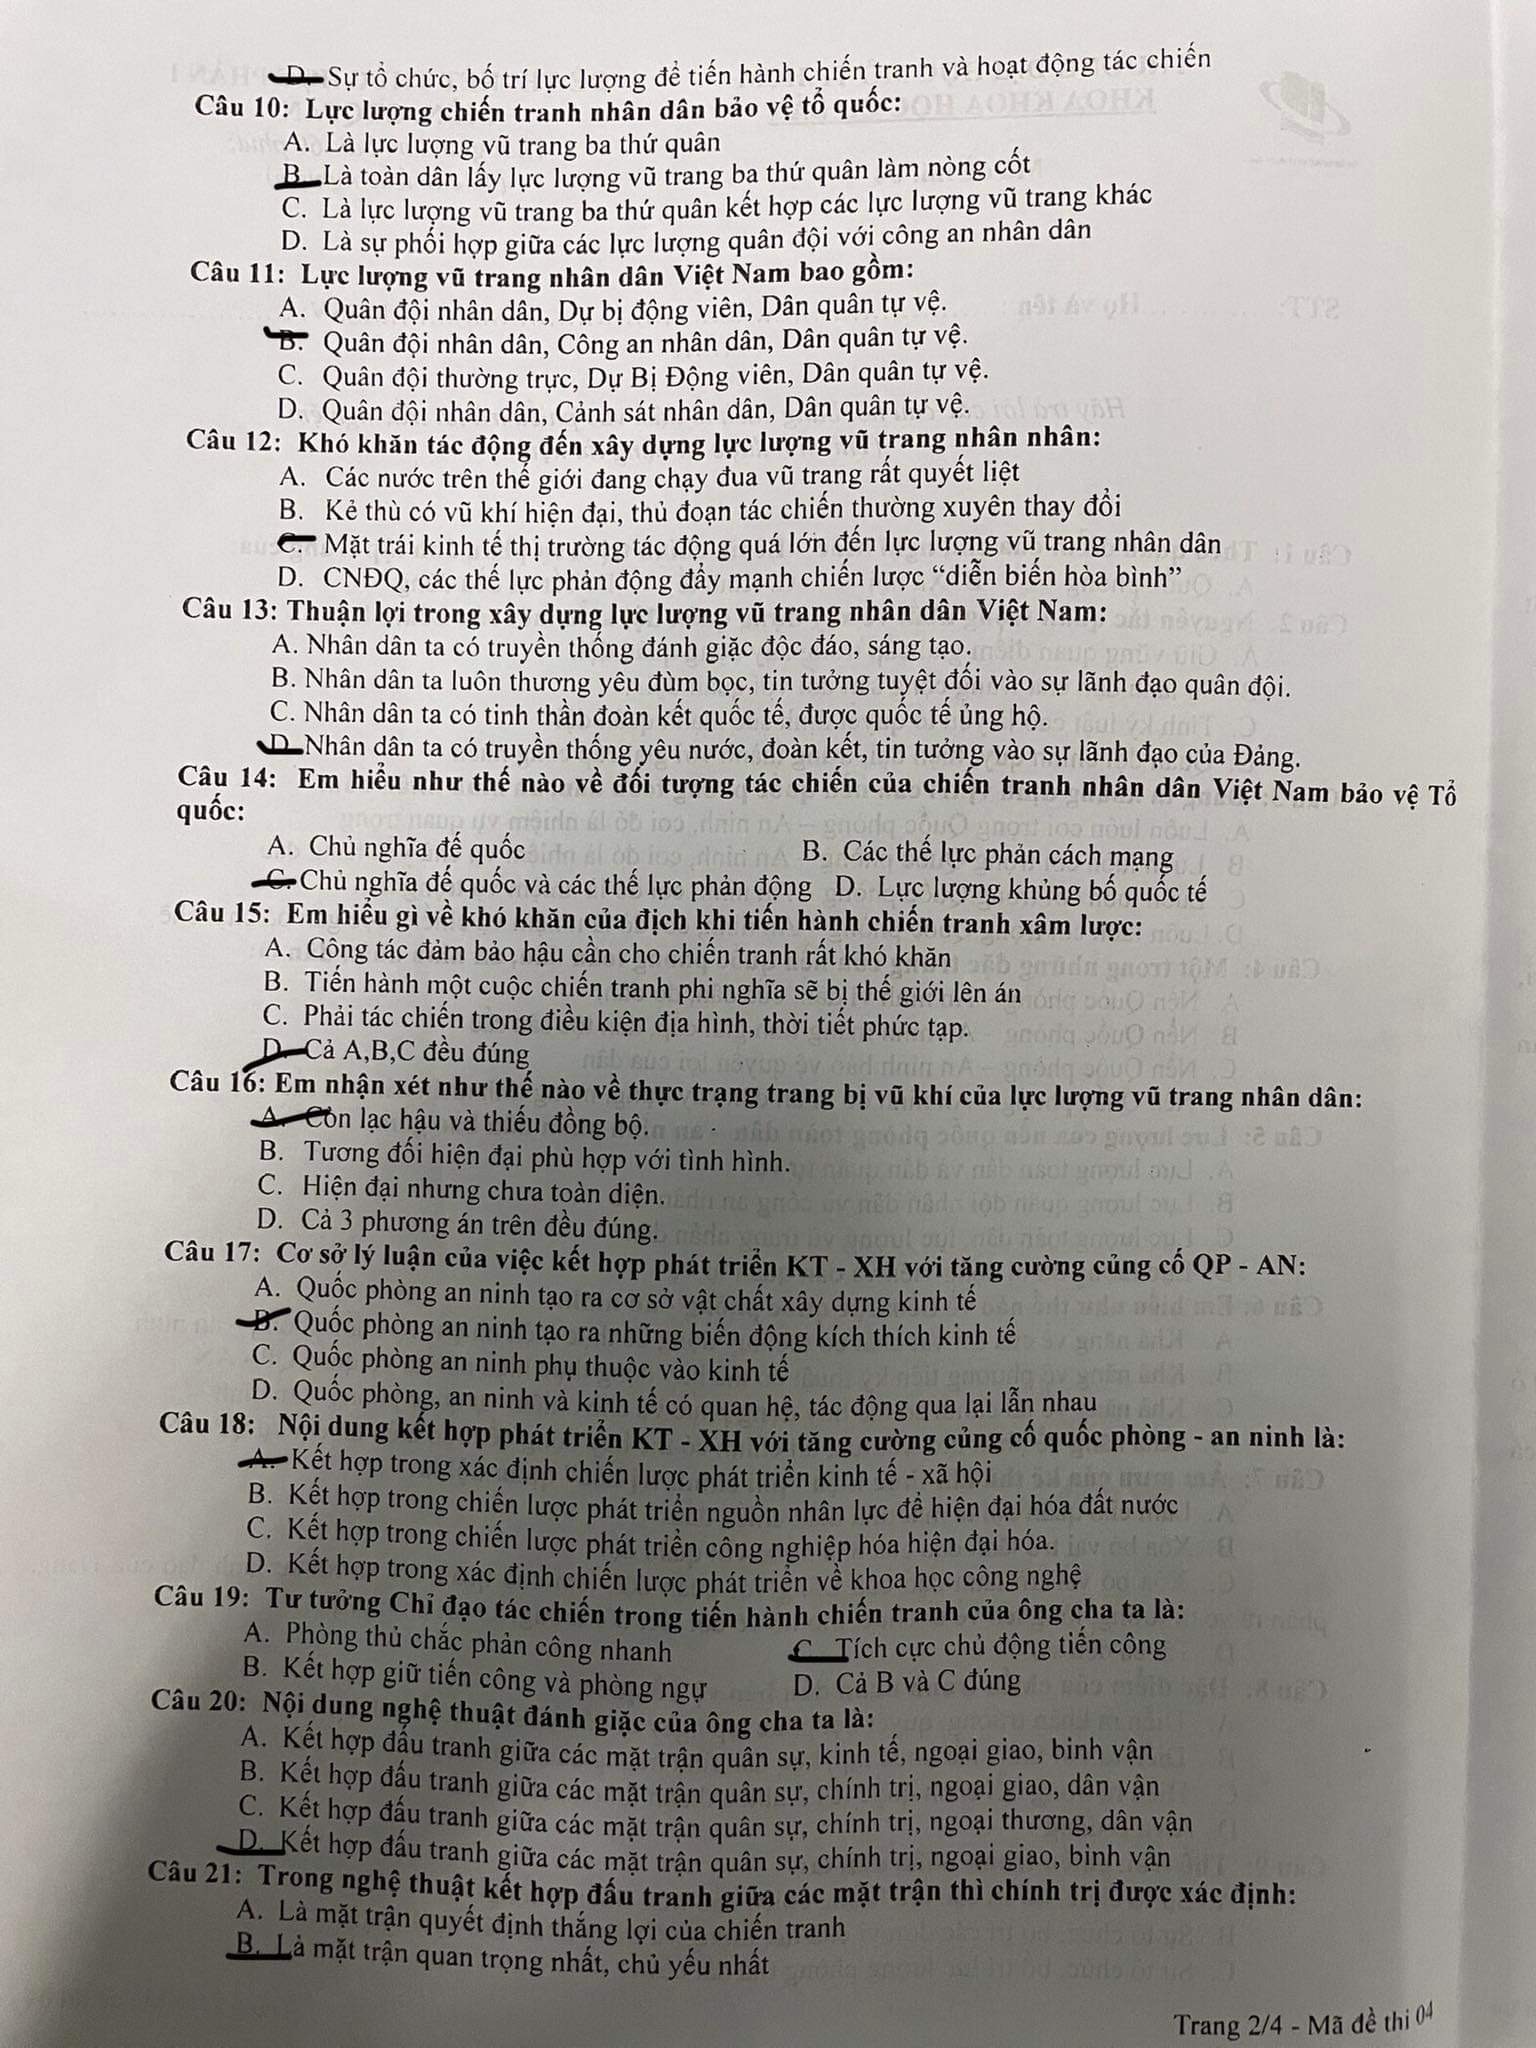 D. Sự tổ chức, bố trí lực lượng để tiến hành chiến tranh và hoạt động tác chiến
Câu 10: Lực lượng chiến tranh nhân dân bảo vệ tổ quốc:
A. Là lực lượng vũ trang ba thứ quân
B. Là toàn dân lấy lực lượng vũ trang ba thứ quân làm nòng cốt
C. Là lực lượng vũ trang ba thứ quân kết hợp các lực lượng vũ trang khác
D. Là sự phối hợp giữa các lực lượng quân đội với công an nhân dân
Câu 11: Lực lượng vũ trang nhân dân Việt Nam bao gồm:
A. Quân đội nhân dân, Dự bị động viên, Dân quân tự vệ.
B. Quân đội nhân dân, Công an nhân dân, Dân quân tự vệ.
C. Quân đội thường trực, Dự Bị Động viên, Dân quân tự vệ.
D. Quân đội nhân dân, Cảnh sát nhân dân, Dân quân tự vệ.
Câu 12: Khó khăn tác động đến xây dựng lực lượng vũ trang nhân nhân:
A. Các nước trên thế giới đang chạy đua vũ trang rất quyết liệt
B. Kẻ thù có vũ khí hiện đại, thủ đoạn tác chiến thường xuyên thay đổi
C. Mặt trái kinh tế thị trường tác động quá lớn đến lực lượng vũ trang nhân dân
D. CNĐQ, các thế lực phản động đẩy mạnh chiến lược “diễn biến hòa bình”
Câu 13: Thuận lợi trong xây dựng lực lượng vũ trang nhân dân Việt Nam:
A. Nhân dân ta có truyền thống đánh giặc độc đáo, sáng tạo.
B. Nhân dân ta luôn thương yêu đùm bọc, tin tưởng tuyệt đối vào sự lãnh đạo quân đội.
C. Nhân dân ta có tinh thần đoàn kết quốc tế, được quốc tế ủng hộ.
D. Nhân dân ta có truyền thống yêu nước, đoàn kết, tin tưởng vào sự lãnh đạo của Đảng.
Câu 14: Em hiểu như thế nào về đối tượng tác chiến của chiến tranh nhân dân Việt Nam bảo vệ Tổ
quốc:
A. Chủ nghĩa đế quốc B. Các thế lực phản cách mạng
C. Chủ nghĩa đế quốc và các thế lực phản động D. Lực lượng khủng bố quốc tế
Câu 15: Em hiểu gì về khó khăn của địch khi tiến hành chiến tranh xâm lược:
A. Công tác đảm bảo hậu cần cho chiến tranh rất khó khăn
B. Tiến hành một cuộc chiến tranh phi nghĩa sẽ bị thế giới lên án
C. Phải tác chiến trong điều kiện địa hình, thời tiết phức tạp.
D. Cả A,B,C đều đúng
Câu 16: Em nhận xét như thế nào về thực trạng trang bị vũ khí của lực lượng vũ trang nhân dân:
A. Còn lạc hậu và thiếu đồng bộ.
B. Tương đối hiện đại phù hợp với tình hình.
C. Hiện đại nhưng chưa toàn diện.
D. Cả 3 phương án trên đều đúng.
Câu 17: Cơ sở lý luận của việc kết hợp phát triển KT - XH với tăng cường củng cố QP - AN:
A. Quốc phòng an ninh tạo ra cơ sở vật chất xây dựng kinh tế
B. Quốc phòng an ninh tạo ra những biến động kích thích kinh tế
C. Quốc phòng an ninh phụ thuộc vào kinh tế
D. Quốc phòng, an ninh và kinh tế có quan hệ, tác động qua lại lẫn nhau
Câu 18: Nội dung kết hợp phát triển KT - XH với tăng cường củng cố quốc phòng - an ninh là:
A. Kết hợp trong xác định chiến lược phát triển kinh tế - xã hội
B. Kết hợp trong chiến lược phát triển nguồn nhân lực để hiện đại hóa đất nước
C. Kết hợp trong chiến lược phát triển công nghiệp hóa hiện đại hóa.
D. Kết hợp trong xác định chiến lược phát triển về khoa học công nghệ
Câu 19: Tư tưởng Chỉ đạo tác chiến trong tiến hành chiến tranh của ông cha ta là:
A. Phòng thủ chắc phản công nhanh C. Tích cực chủ động tiến công
B. Kết hợp giữ tiến công và phòng ngự D. Cả B và C đúng
Câu 20: Nội dung nghệ thuật đánh giặc của ông cha ta là:
A. Kết hợp đấu tranh giữa các mặt trận quân sự, kinh tế, ngoại giao, binh vận
B. Kết hợp đấu tranh giữa các mặt trận quân sự, chính trị, ngoại giao, dân vận
C. Kết hợp đấu tranh giữa các mặt trận quân sự, chính trị, ngoại thương, dân vận
D. Kết hợp đấu tranh giữa các mặt trận quân sự, chính trị, ngoại giao, binh vận
Câu 21: Trong nghệ thuật kết hợp đấu tranh giữa các mặt trận thì chính trị được xác định:
A. Là mặt trận quyết định thắng lợi của chiến tranh
B. Là mặt trận quan trọng nhất, chủ yếu nhất
Trang 2/4 - Mã đề thi 04